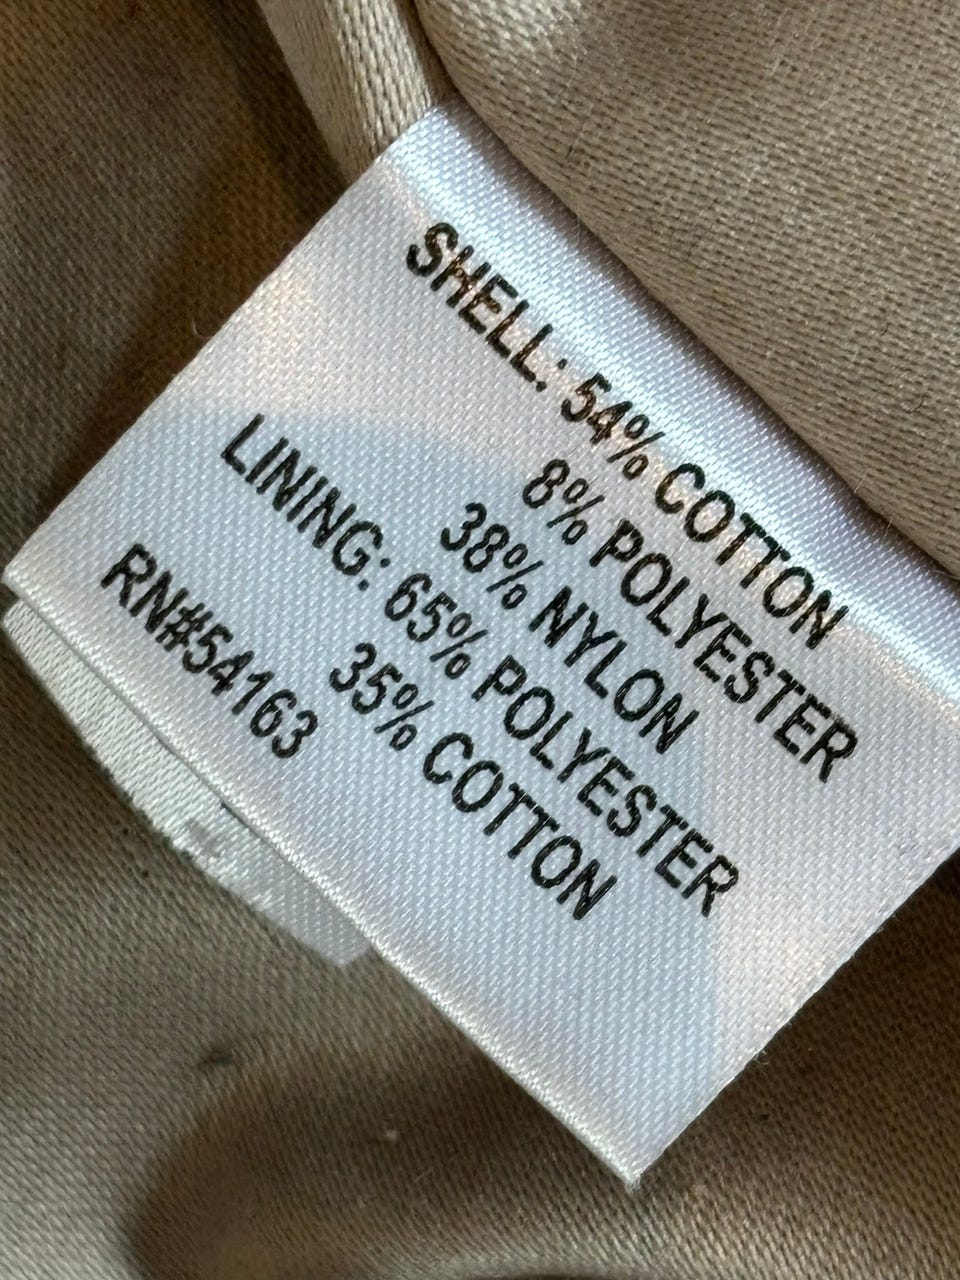 SHELL: 54% COTTON
8% POLYESTER
38% NYLON
LINING: 65% POLYESTER
35% COTTON
RN#54163